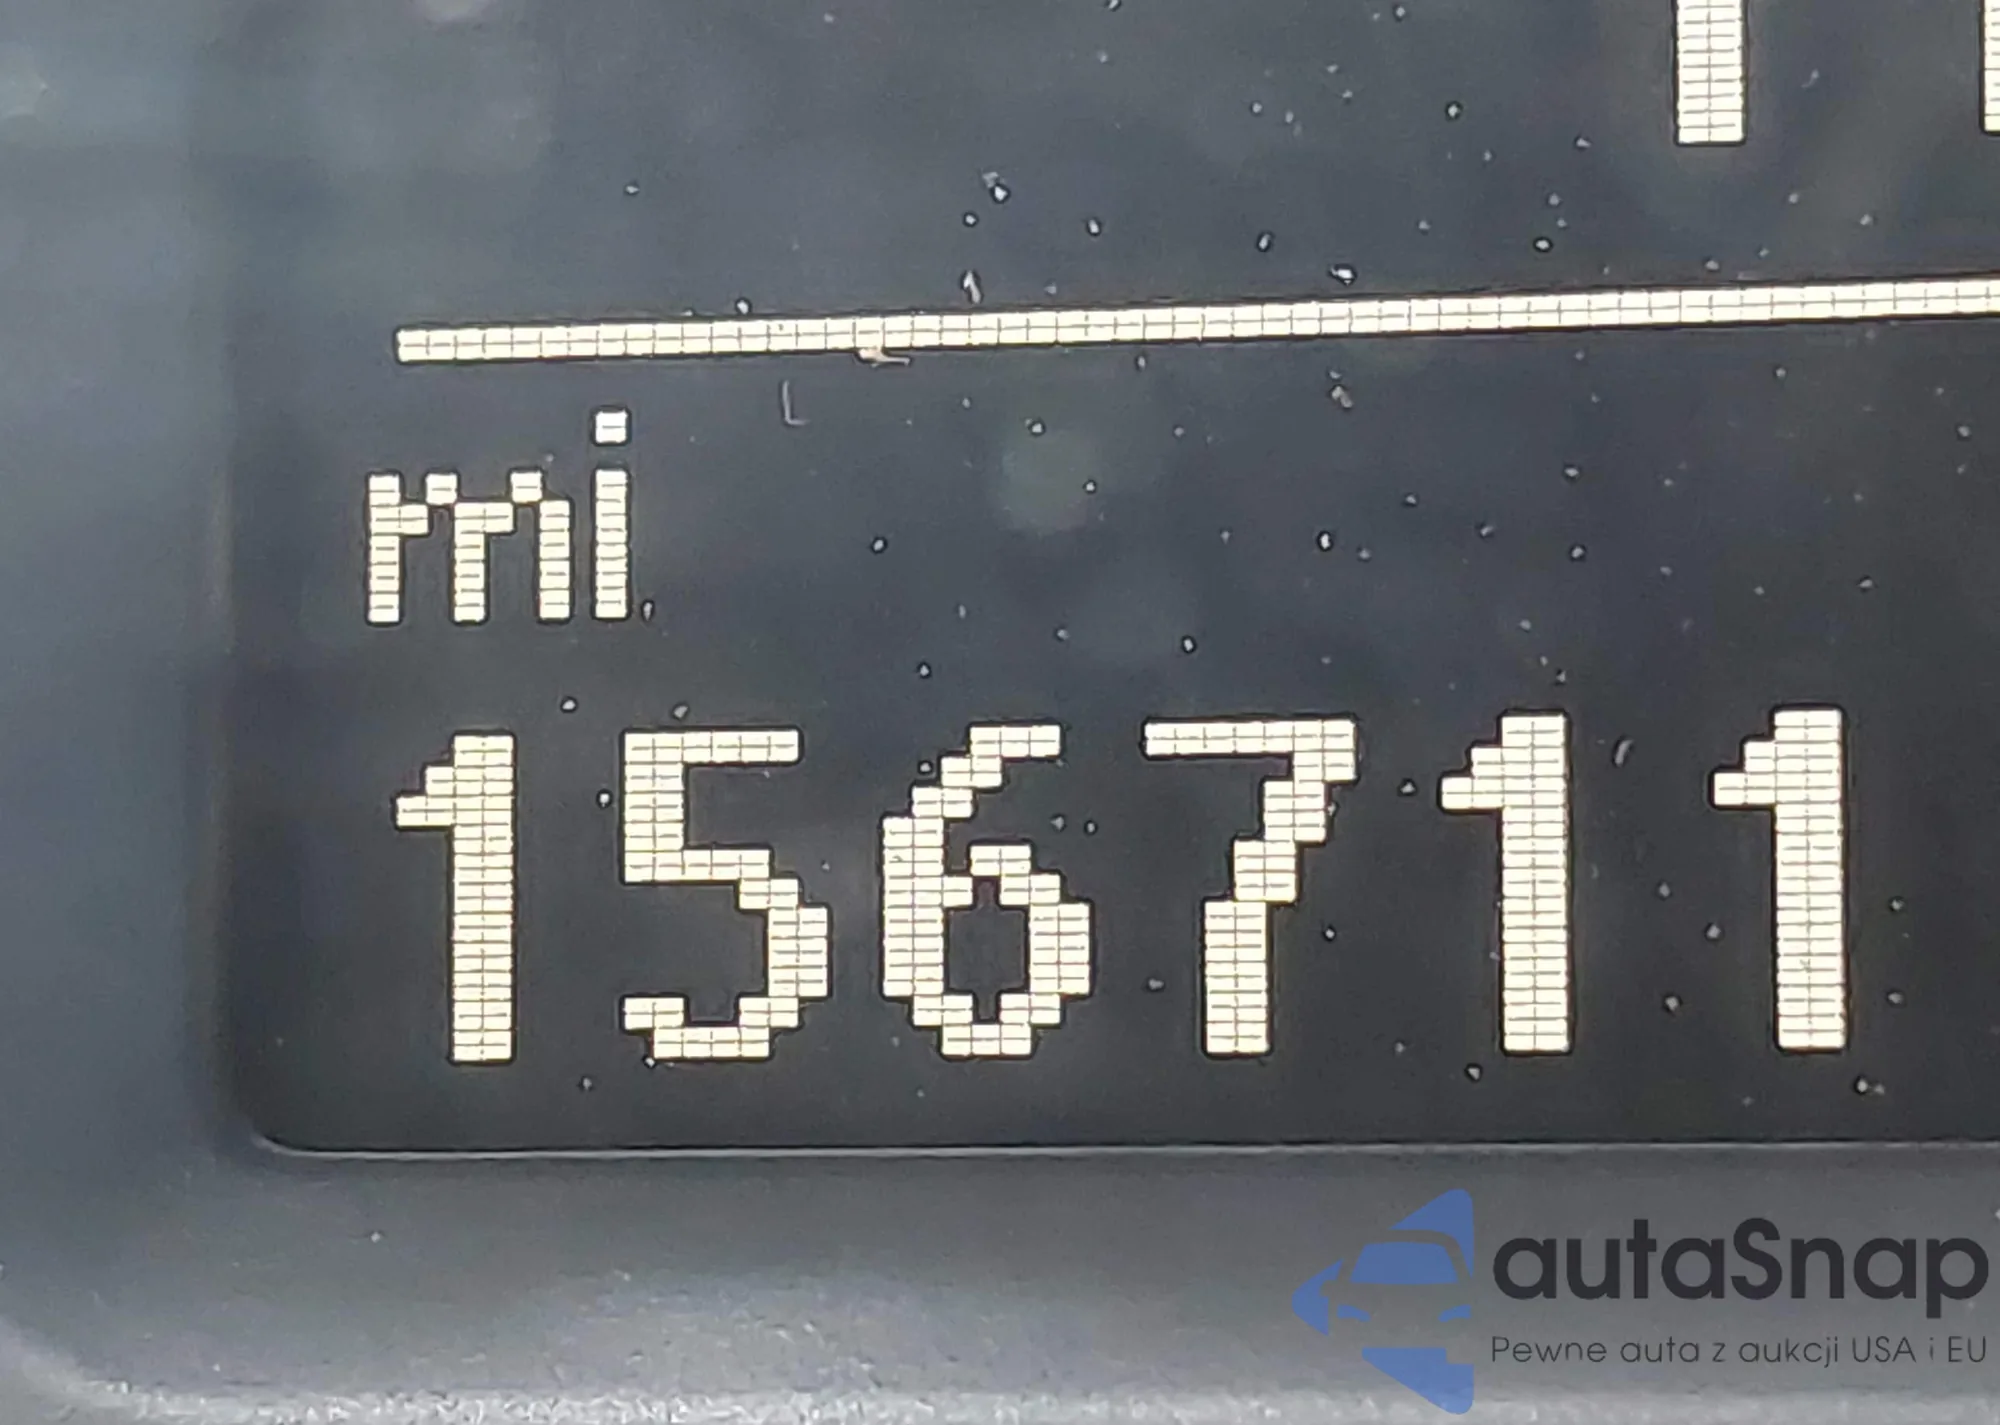 mi
156711
autaSnap
Pewne auta z aukcji USA i EU